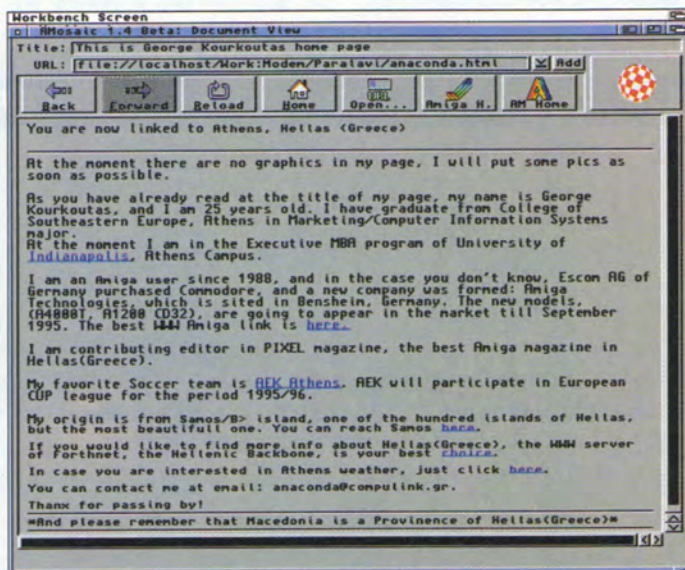 Workbench Screen
AMosaic 1.4 Beta: Document View
Title: This is George Kourkoutas home page
URL: file://localhost/Work:Modem/Paralavi/anaconda.html Add
Back Forward Reload Home Open... Amiga H. AM Home
You are now linked to Athens, Hellas (Greece)
At the moment there are no graphics in my page, I will put some pics as
soon as possible.
As you have already read at the title of my page, my name is George
Kourkoutas, and I am 25 years old. I have graduate from College of
Southeastern Europe, Athens in Marketing/Computer Information Systems
major.
At the moment I am in the Executive MBA program of University of
Indianapolis, Athens Campus.
I am an Amiga user since 1988, and in the case you don't know, Escom AG of
Germany purchased Commodore, and a new company was formed: Amiga
Technologies, which is sited in Bensheim, Germany. The new models,
(A4000T, A1200 CD32), are going to appear in the market till September
1995. The best WWW Amiga link is here.
I am contributing editor in PIXEL magazine, the best Amiga magazine in
Hellas(Greece).
My favorite Soccer team is AEK Athens. AEK will participate in European
CUP league for the period 1995/96.
My origin is from Samos/B> island, one of the hundred islands of Hellas,
but the most beautifull one. You can reach Samos here.
If you would like to find more info about Hellas(Greece), the WWW server
of Forthnet, the Hellenic Backbone, is your best choice.
In case you are interested in Athens weather, just click here.
You can contact me at email: anaconda@compulink.gr.
Thanx for passing by!
*And please remember that Macedonia is a Provinence of Hellas(Greece)*